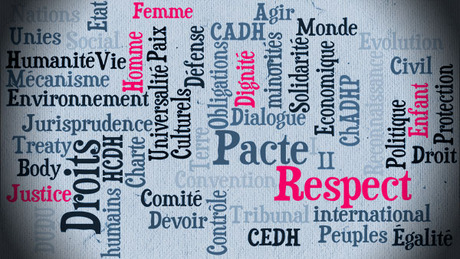 Nations
Unies
Social
Humanité
Vie
Mécanisme
Environnement
Jurisprudence
Treaty
Body
Justice
Droits
humains
HCDH
DUDH
Etat
Femme
Homme
Universalité
Paix
Culturels
Défense
Charte
Terre
CADH
Obligations
Dignité
minorités
Agir
Solidarité
Monde
Economique
ChADHP
Reconnaissance
Evolution
Civil
Politique
Enfant
Protection
Droit
Dialogue
Pacte
I
II
Convention
Respect
Comité
Devoir
Contrôle
Tribunal
international
CEDH
Peuples
Égalité